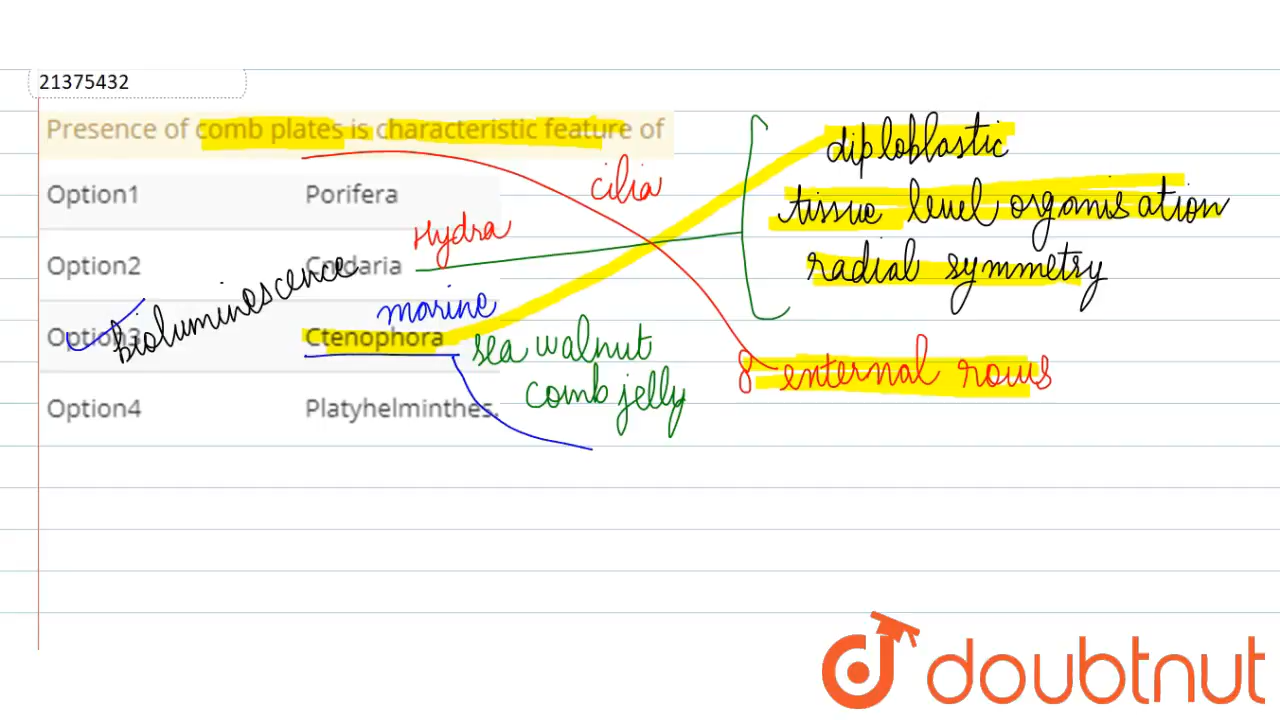 21375432
Presence of comb plates is characteristic feature of
Option1 Porifera
Option2 Cnidaria
Option3 Ctenophora
Option4 Platyhelminthes.
cilia
Hydra
Bioluminescence
marine
sea walnut
comb jelly
diploblastic
tissue level organisation
radial symmetry
8 external rows
doubtnut